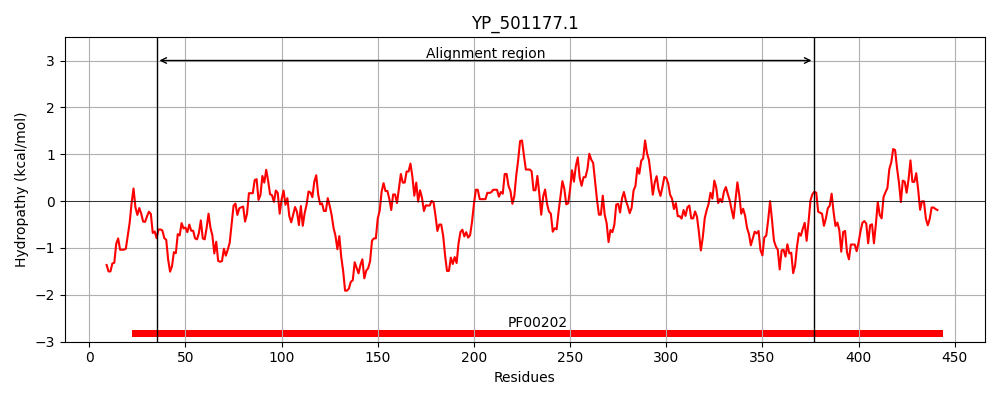 YP_501177.1
Alignment region
Hydropathy (kcal/mol)
3
2
1
0
−1
−2
−3
PF00202
0 50 100 150 200 250 300 350 400 450
Residues